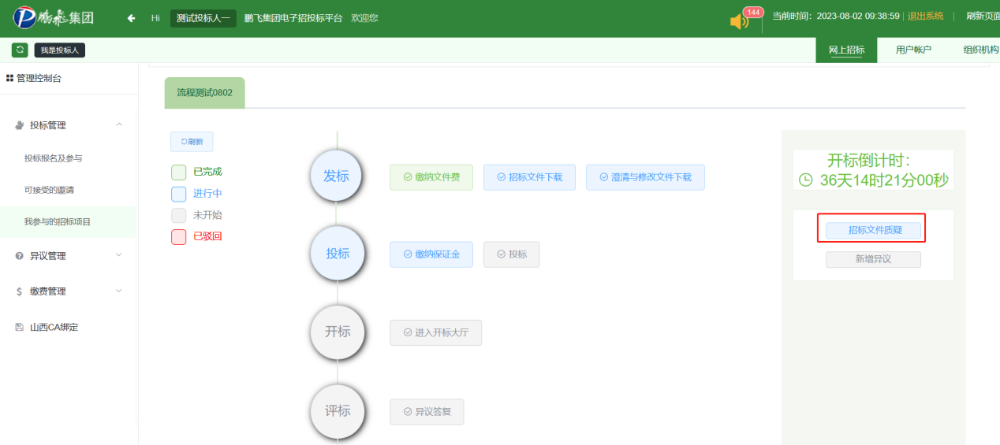 鹏飞集团
Hi 测试投标人一 鹏飞集团电子招投标平台 欢迎您
144
当前时间：2023-08-02 09:38:59 退出系统 刷新页面
我是投标人
网上招标 用户帐户 组织机构
管理控制台
投标管理
投标报名及参与
可接受的邀请
我参与的招标项目
异议管理
缴费管理
山西CA绑定
流程测试0802
刷新
已完成
进行中
未开始
已驳回
发标 缴纳文件费 招标文件下载 澄清与修改文件下载
投标 缴纳保证金 投标
开标 进入开标大厅
评标 异议答复
开标倒计时：
36天14时21分00秒
招标文件质疑
新增异议